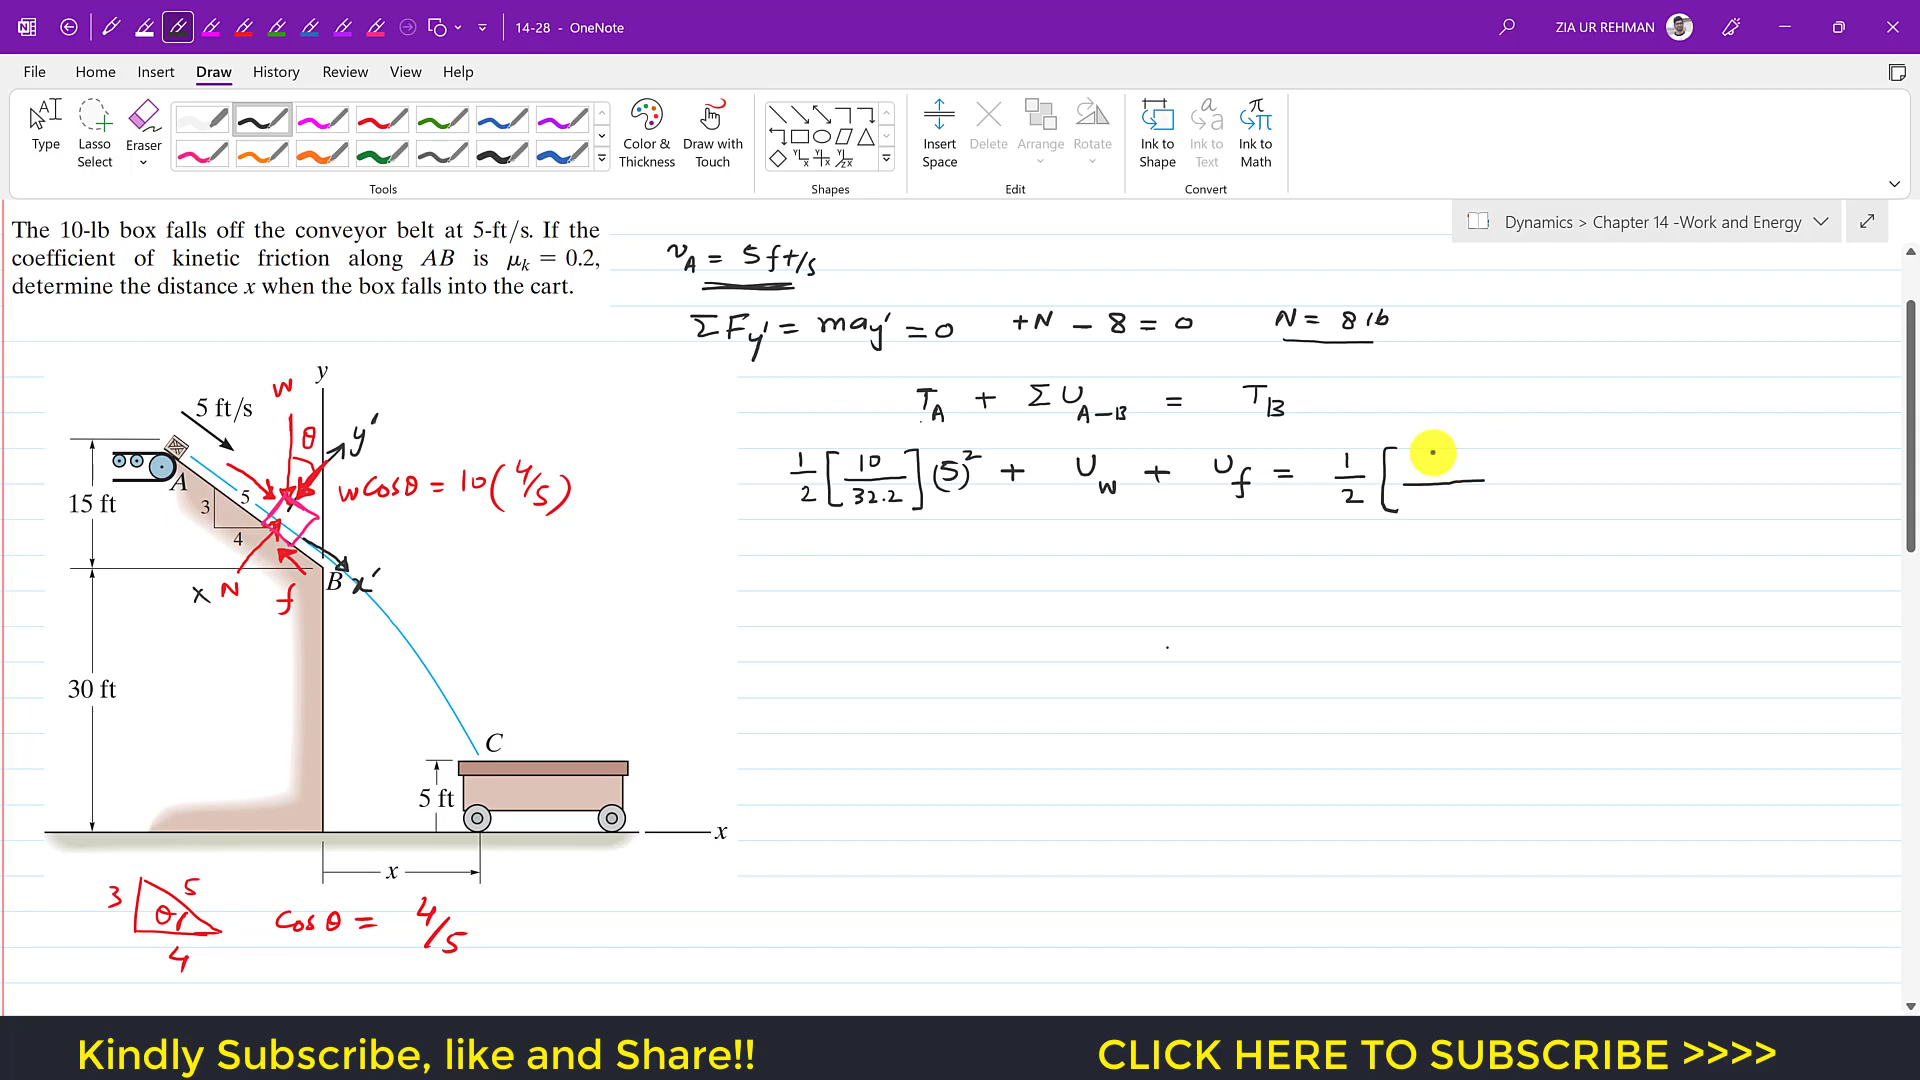 14-28 - OneNote
ZIA UR REHMAN
File Home Insert Draw History Review View Help
Type
Lasso Select
Eraser
Color & Thickness
Draw with Touch
Insert Space
Delete
Arrange
Rotate
Ink to Shape
Ink to Text
Ink to Math
Tools
Shapes
Edit
Convert
Dynamics > Chapter 14 -Work and Energy
The 10-lb box falls off the conveyor belt at 5-ft/s. If the
coefficient of kinetic friction along AB is μk = 0.2,
determine the distance x when the box falls into the cart.
vA = 5 ft/s
ΣFy' = may' = 0 +N - 8 = 0 N = 8 lb
TA + ΣU A-B = TB
1/2 [10/32.2] (5)² + Uw + Uf = 1/2 [
y
W
5 ft/s
θ
y'
A
wcosθ = 10(4/5)
15 ft
5
3
4
B
x'
x
N
f
30 ft
C
5 ft
x
x
3
5
θ
4
Cosθ = 4/5
Kindly Subscribe, like and Share!!
CLICK HERE TO SUBSCRIBE >>>>